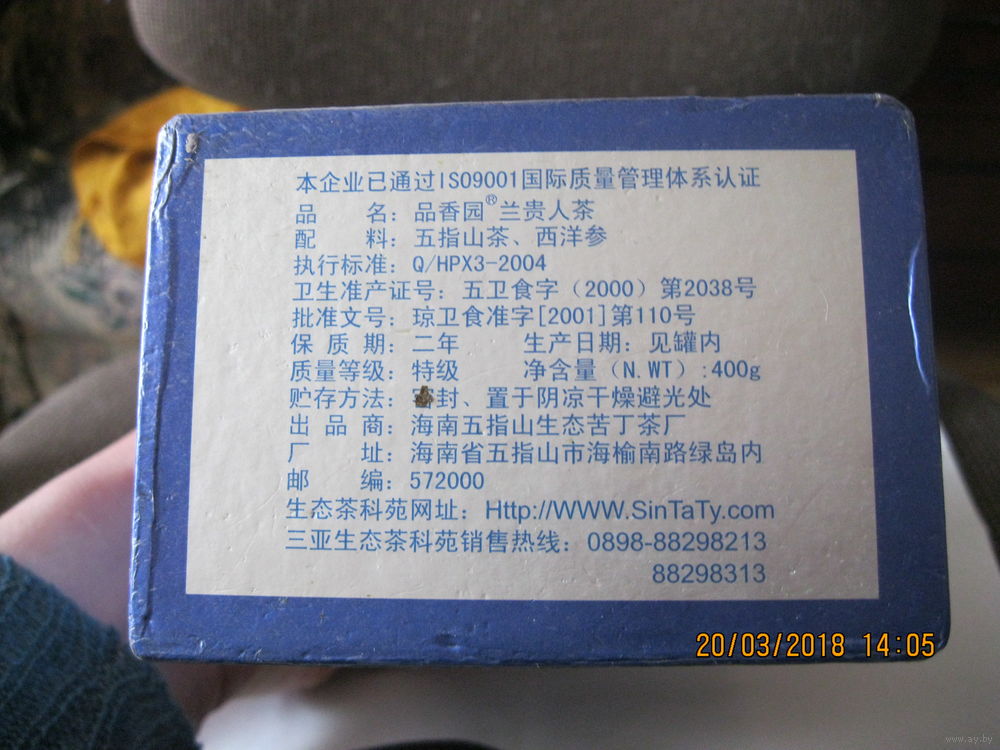 本企业已通过ISO9001国际质量管理体系认证
品 名：品香园®兰贵人茶
配 料：五指山茶、西洋参
执行标准：Q/HPX3-2004
卫生准产证号：五卫食字（2000）第2038号
批准文号：琼卫食准字[2001]第110号
保 质 期：二年 生产日期：见罐内
质量等级：特级 净含量（N.WT）:400g
贮存方法：密封、置于阴凉干燥避光处
出 品 商：海南五指山生态苦丁茶厂
厂 址：海南省五指山市海榆南路绿岛内
邮 编：572000
生态茶科苑网址：Http://WWW.SinTaTy.com
三亚生态茶科苑销售热线：0898-88298213
88298313
20/03/2018 14:05
www.ay.by